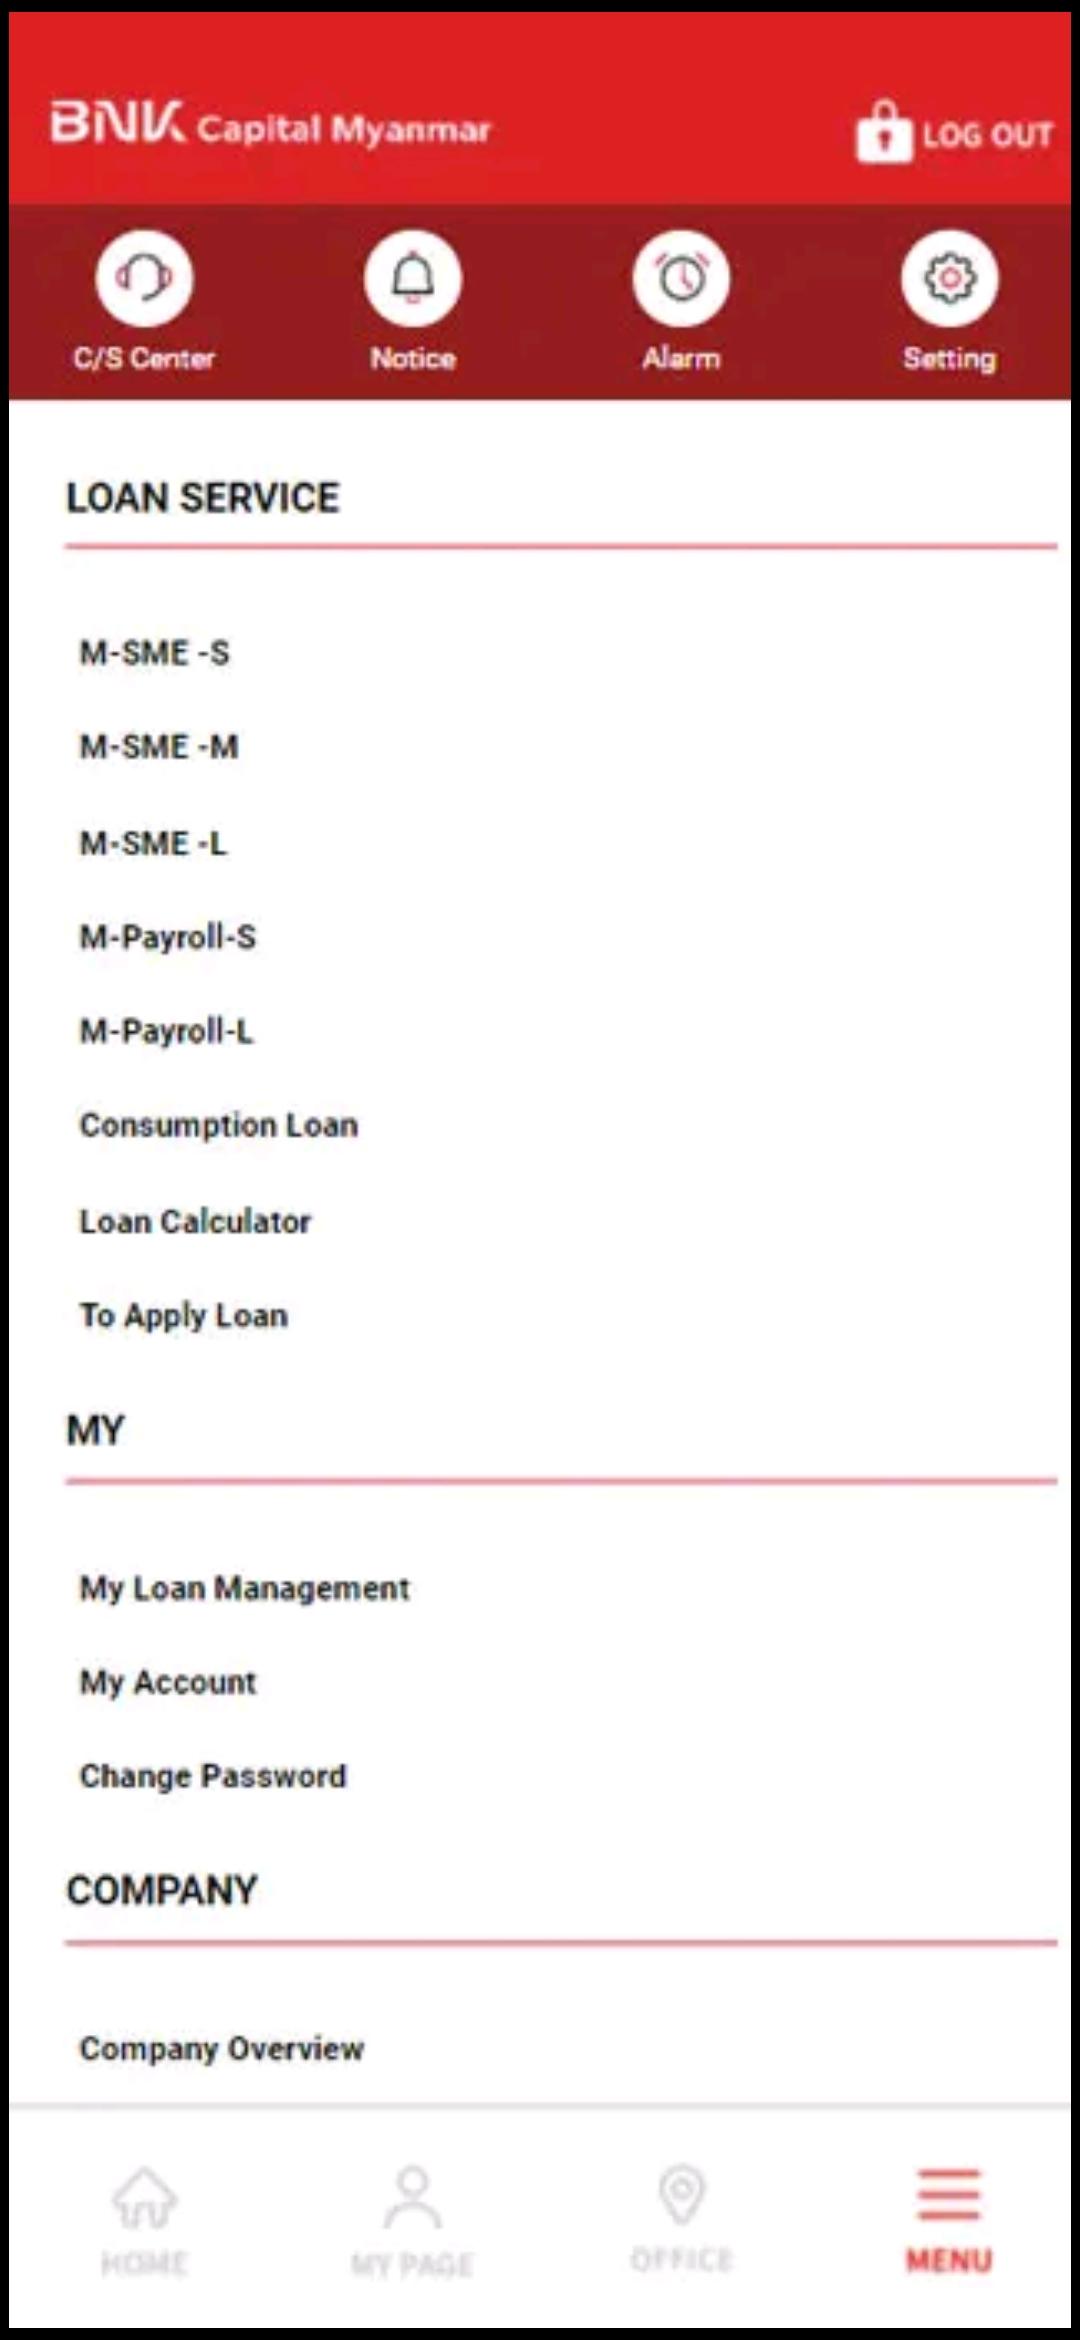 BNK Capital Myanmar
LOG OUT
C/S Center
Notice
Alarm
Setting
LOAN SERVICE
M-SME -S
M-SME -M
M-SME -L
M-Payroll-S
M-Payroll-L
Consumption Loan
Loan Calculator
To Apply Loan
MY
My Loan Management
My Account
Change Password
COMPANY
Company Overview
HOME
MY PAGE
OFFICE
MENU